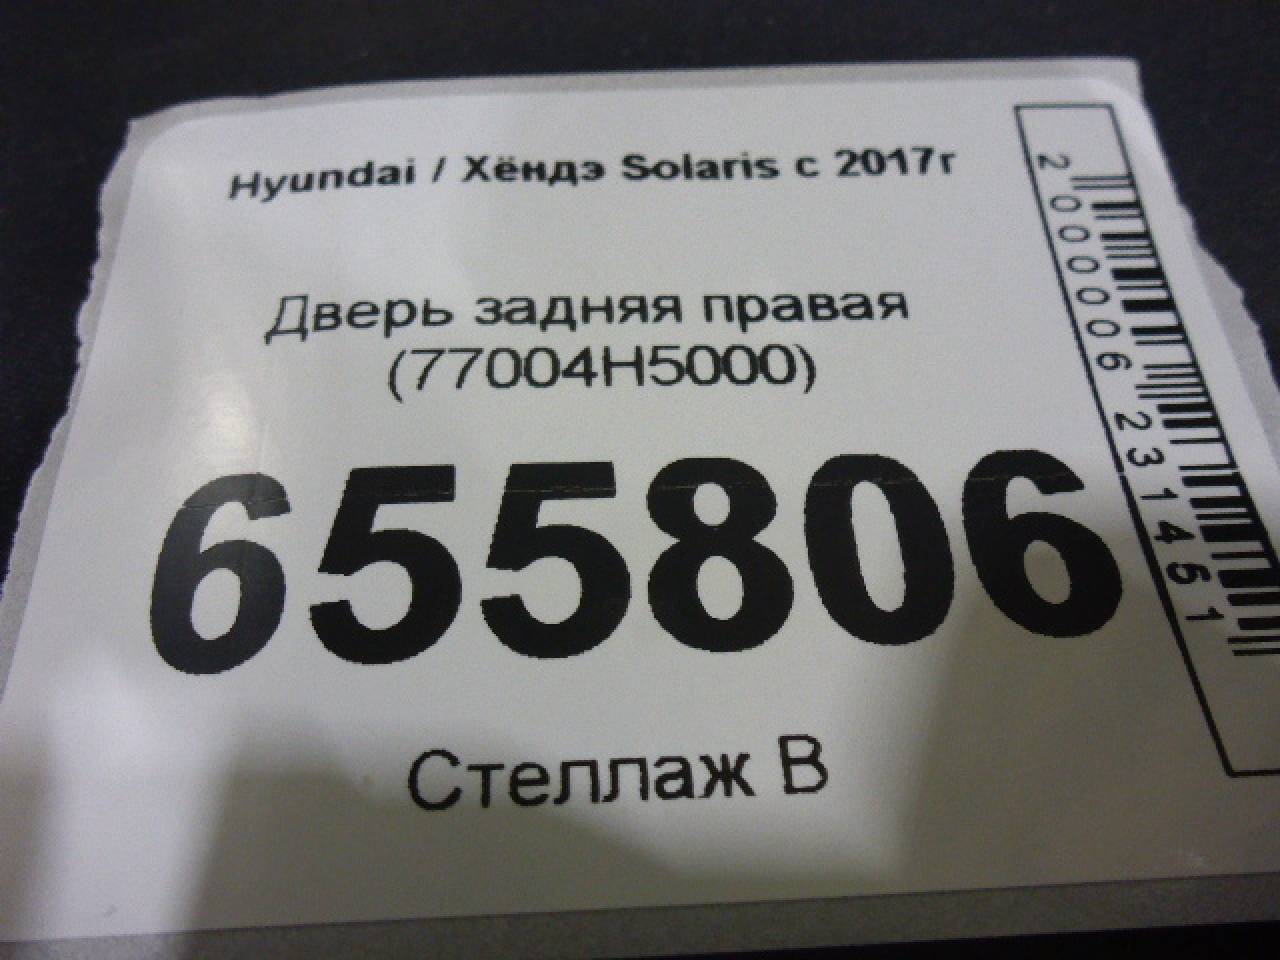 Hyundai / Хёндэ Solaris с 2017г
Дверь задняя правая
(77004H5000)
655806
Стеллаж В
2000006231461